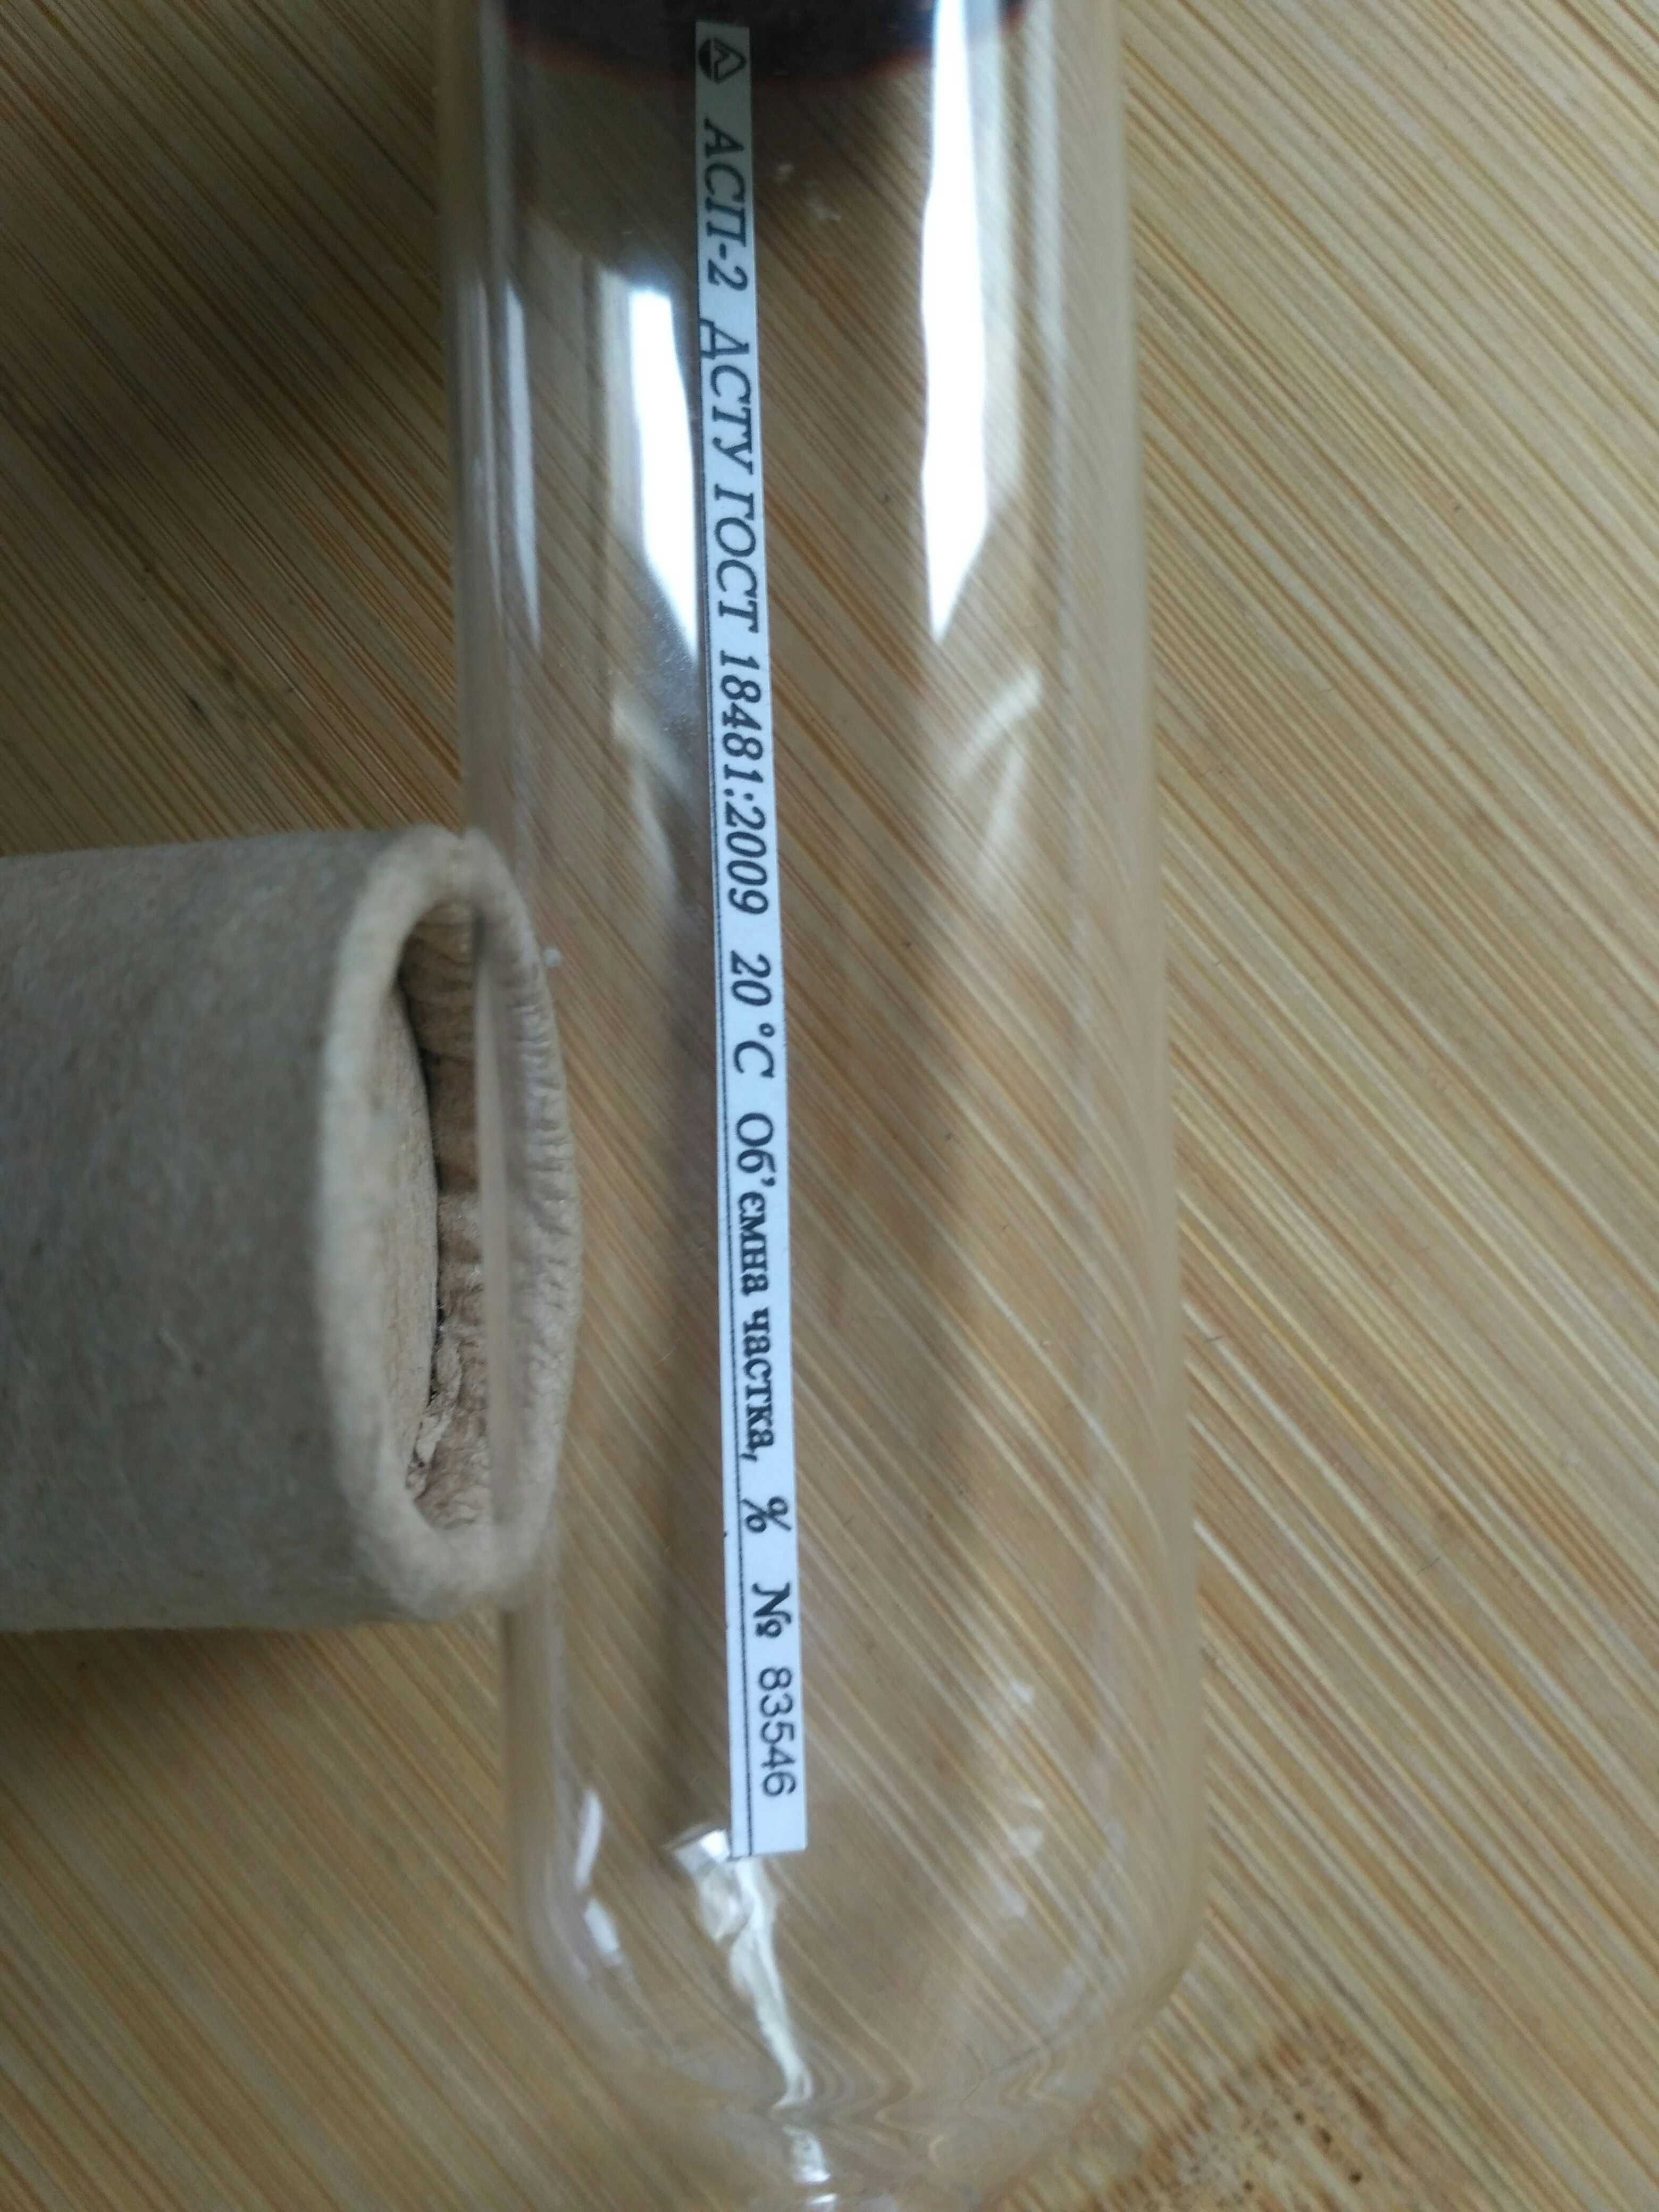 АСП-2 ДСТУ ГОСТ 18481:2009 20 °С Об'ємна частка, % № 83546